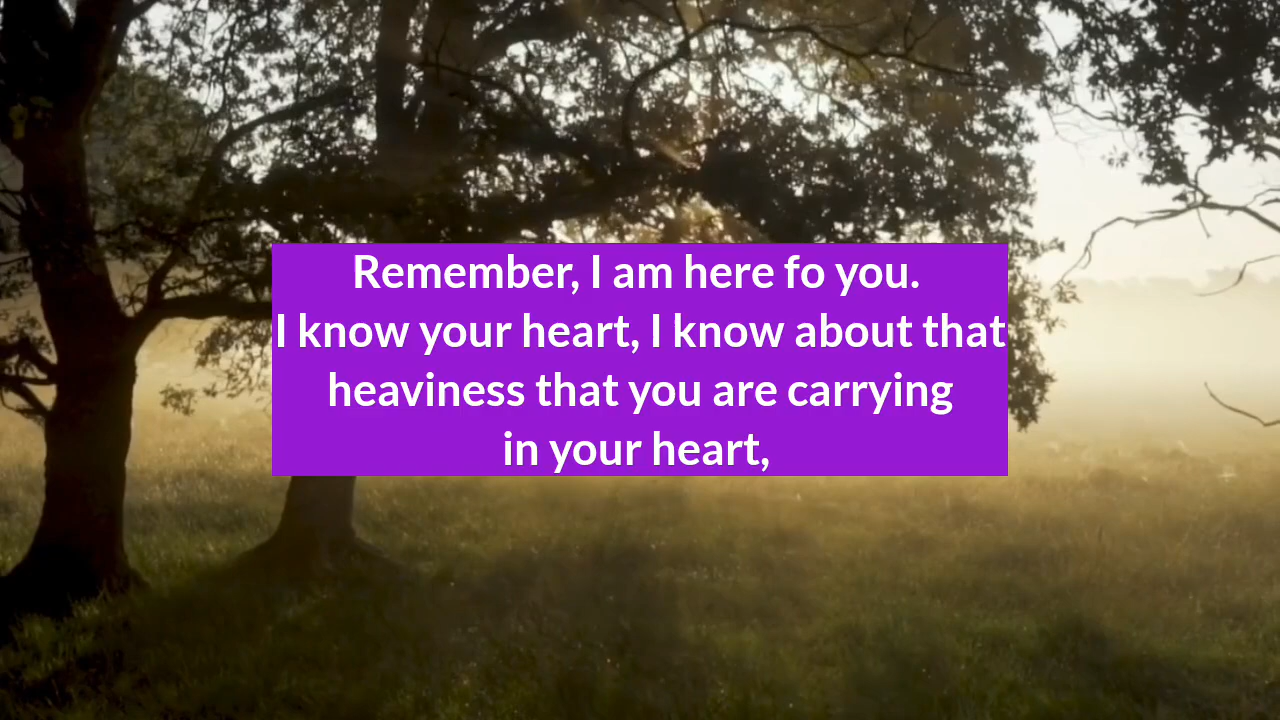 Remember, I am here fo you.
I know your heart, I know about that
heaviness that you are carrying
in your heart,